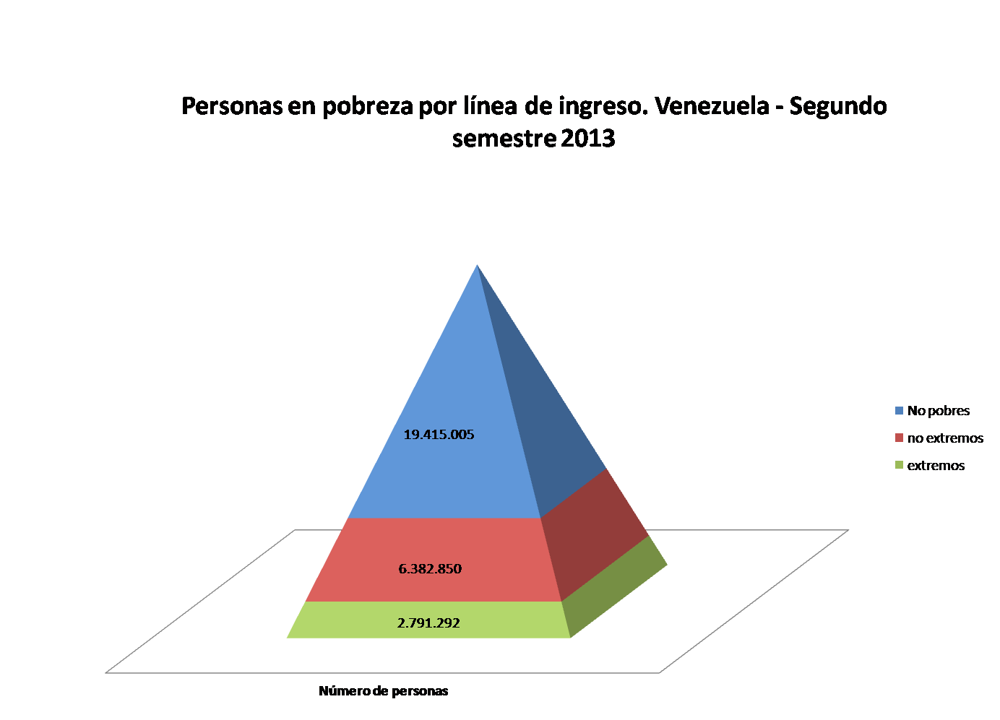 Personas en pobreza por línea de ingreso. Venezuela - Segundo
semestre 2013
19.415.005
6.382.850
2.791.292
No pobres
no extremos
extremos
Número de personas